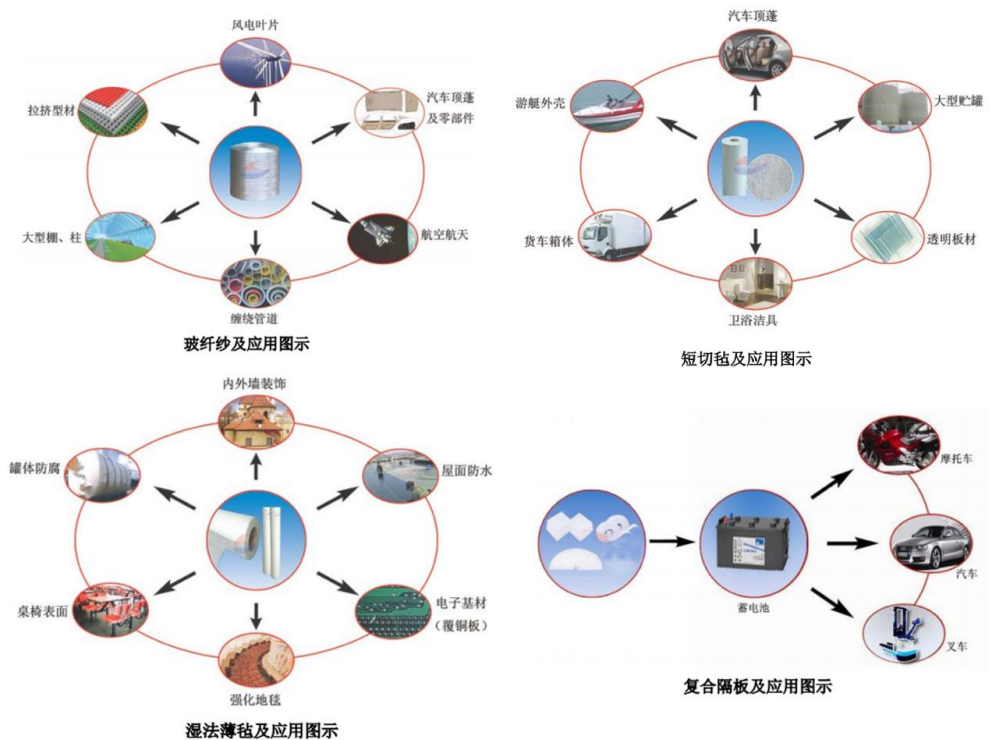 风电叶片
拉挤型材
汽车顶蓬
及零部件
大型棚、柱
航空航天
缠绕管道
玻纤纱及应用图示
汽车顶蓬
游艇外壳
大型贮罐
货车箱体
透明板材
卫浴洁具
短切毡及应用图示
内外墙装饰
罐体防腐
屋面防水
桌椅表面
电子基材
（覆铜板）
强化地毯
湿法薄毡及应用图示
摩托车
蓄电池
汽车
叉车
复合隔板及应用图示